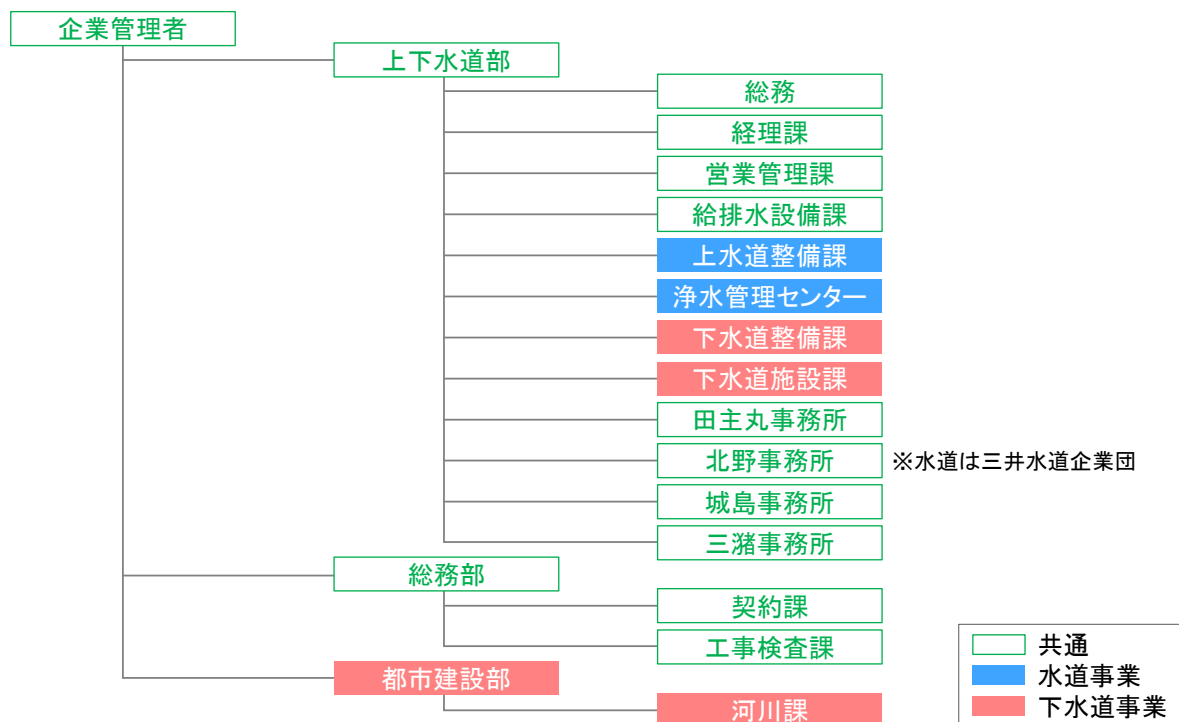 企業管理者
上下水道部
総務
経理課
営業管理課
給排水設備課
上水道整備課
浄水管理センター
下水道整備課
下水道施設課
田主丸事務所
北野事務所 ※水道は三井水道企業団
城島事務所
三潴事務所
総務部
契約課
工事検査課
都市建設部
河川課
共通
水道事業
下水道事業